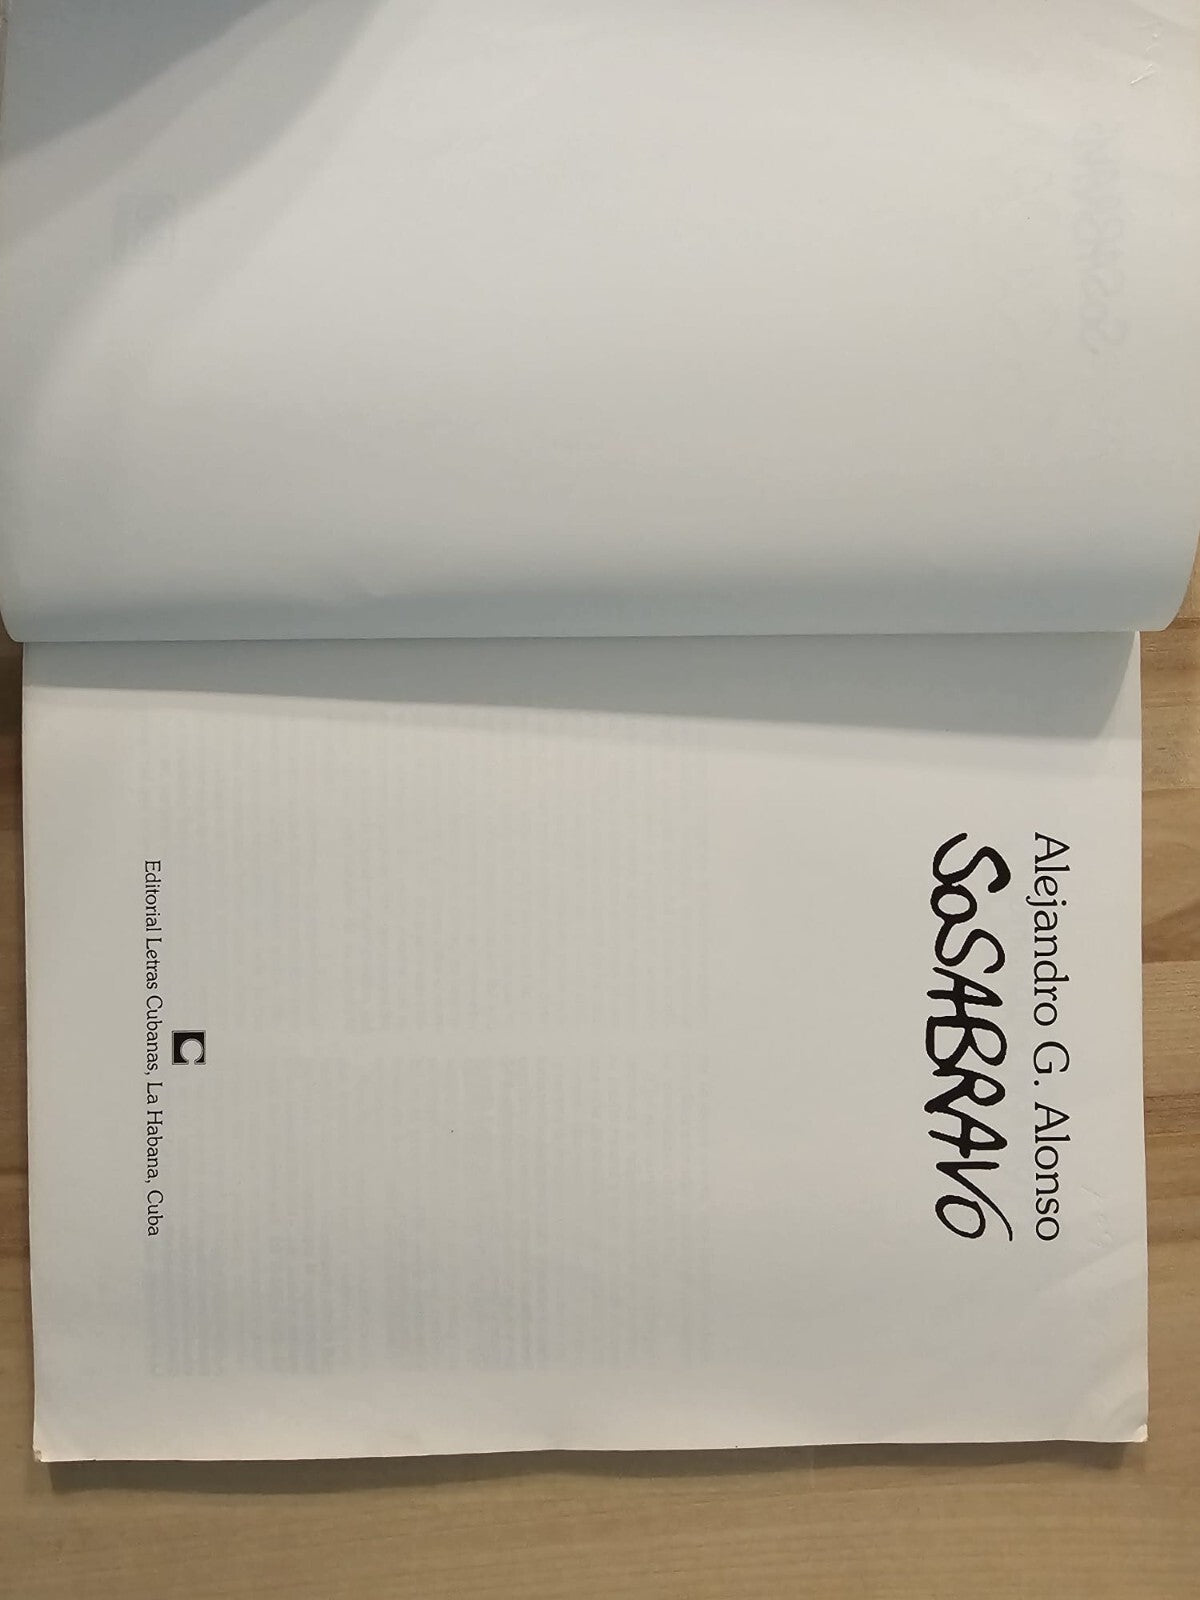 Alejandro G. Alonso
SoSABRAVo
C
Editorial Letras Cubanas, La Habana, Cuba